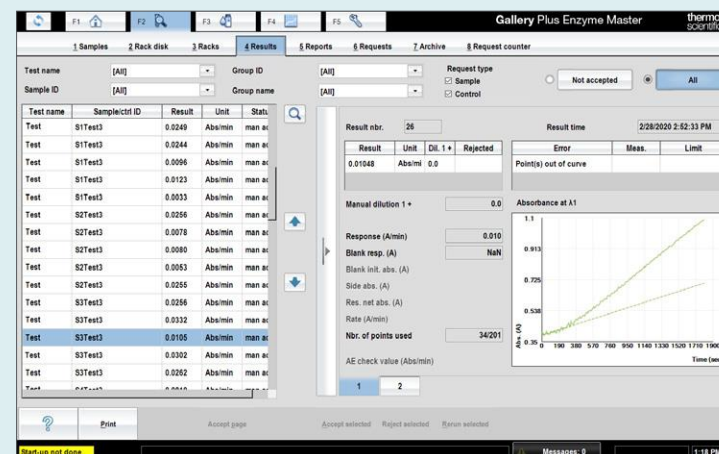 F1 F2 F3 F4 F5 Gallery Plus Enzyme Master thermo
scientific
1 Samples 2 Rack disk 3 Racks 4 Results 5 Reports 6 Requests 7 Archive 8 Request counter
Test name [All] Group ID [All] Request type
Sample Not accepted All
Sample ID [All] Group name [All] Control
Test name Sample/ctrl ID Result Unit Statu
Test S1Test3 0.0249 Abs/min man ac
Test S1Test3 0.0244 Abs/min man ac
Test S1Test3 0.0096 Abs/min man ac
Test S1Test3 0.0123 Abs/min man ac
Test S1Test3 0.0033 Abs/min man ac
Test S2Test3 0.0256 Abs/min man ac
Test S2Test3 0.0078 Abs/min man ac
Test S2Test3 0.0080 Abs/min man ac
Test S2Test3 0.0053 Abs/min man ac
Test S2Test3 0.0255 Abs/min man ac
Test S3Test3 0.0256 Abs/min man ac
Test S3Test3 0.0332 Abs/min man ac
Test S3Test3 0.0105 Abs/min man ac
Test S3Test3 0.0302 Abs/min man ac
Test S3Test3 0.0262 Abs/min man ac
Result nbr. 26 Result time 2/28/2020 2:52:33 PM
Result Unit Dil. 1 + Rejected
0.01048 Abs/mi 0.0
Error Meas. Limit
Point(s) out of curve
Manual dilution 1 + 0.0
Response (A/min) 0.010
Blank resp. (A) NaN
Blank init. abs. (A)
Side abs. (A)
Res. net abs. (A)
Rate (A/min)
Nbr. of points used 34/201
AE check value (Abs/min)
1 2
Absorbance at λ1
1.1
0.913
0.725
0.538
0.35
Abs. (A)
0 190 380 570 760 950 1140 1330 1520 1710 1900
Time (sec
? Print Accept page Accept selected Reject selected Rerun selected
Start-up not done Messages: 0 1:18 PM